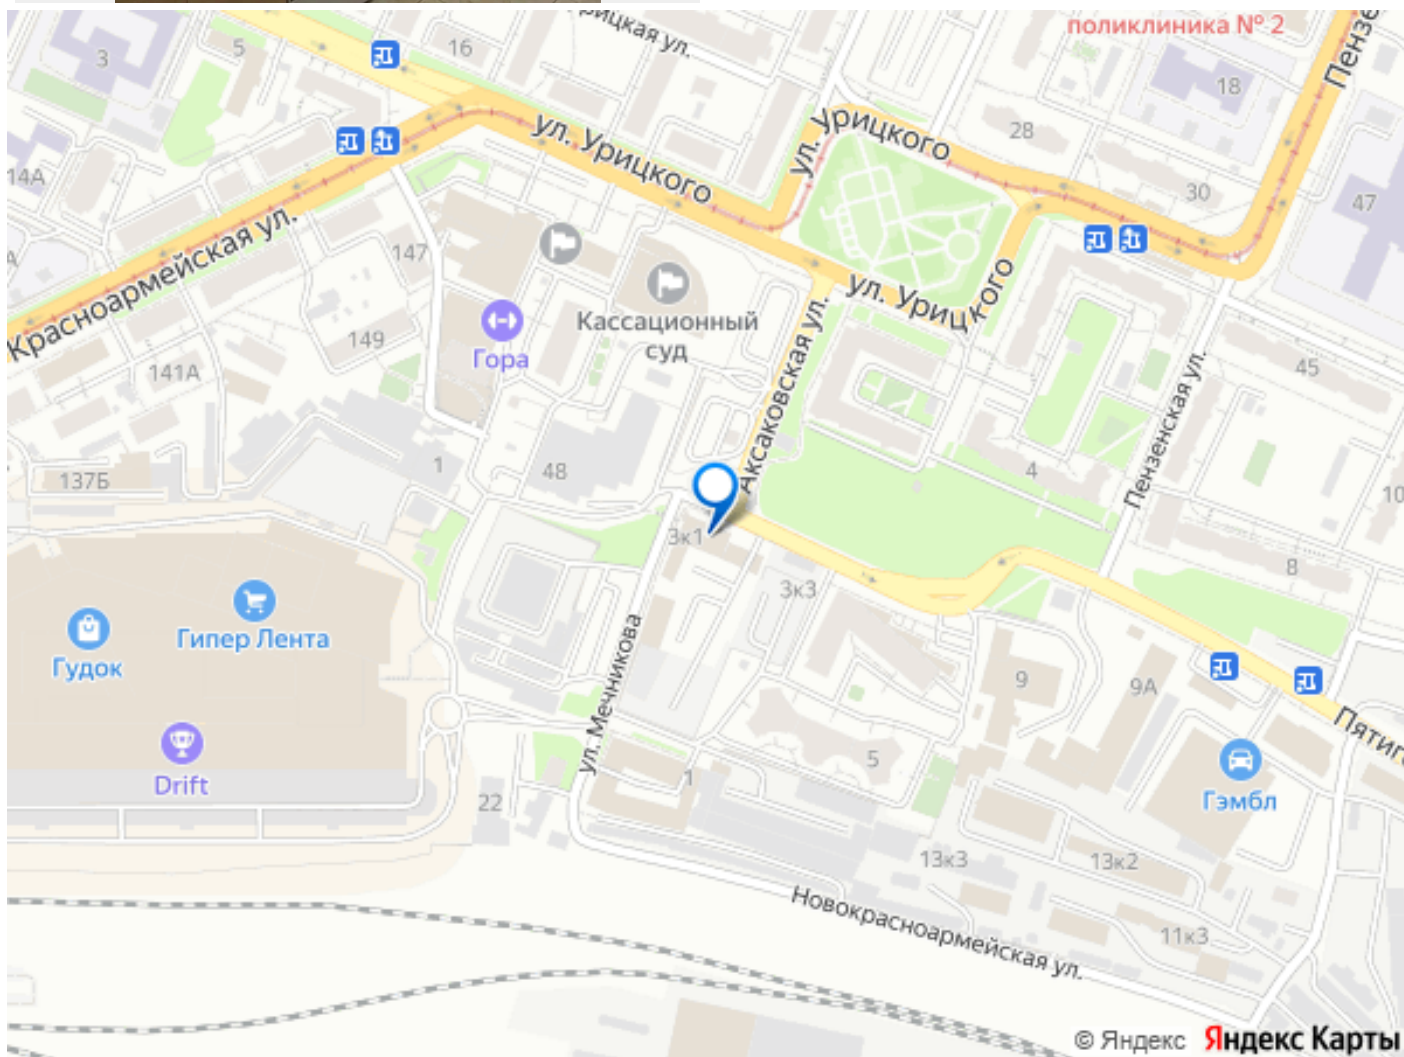 поликлиника № 2
3
5
16
18
28
30
47
14А
ул. Урицкого
ул. Урицкого
ул. Урицкого
Красноармейская ул.
147
149
141А
Кассационный
суд
Гора
Аксаковская ул.
Пензенская ул.
45
137Б
1
48
4
3к1
3к3
8
Гипер Лента
Гудок
Drift
ул. Мечникова
9
9А
5
1
22
Гэмбл
13к3
13к2
11к3
Новокрасноармейская ул.
© Яндекс Яндекс Карты